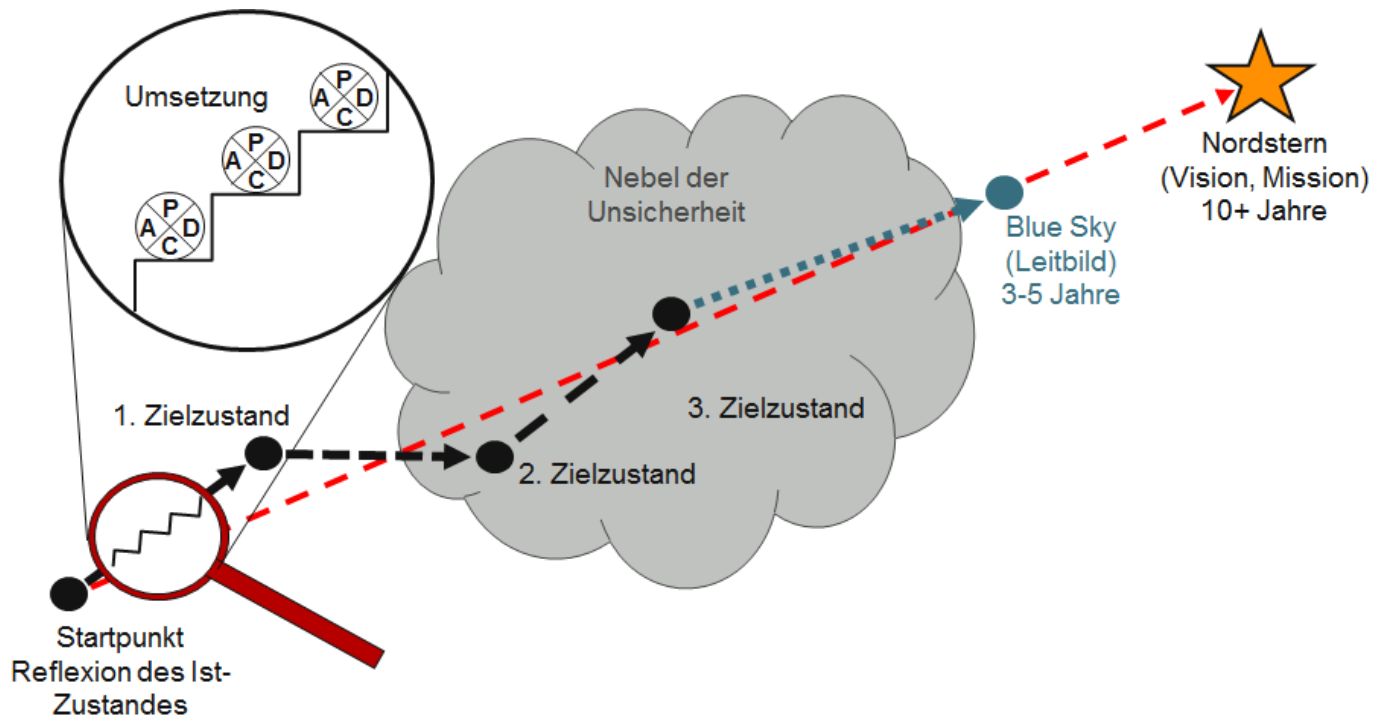 Umsetzung
P
A D
C
P
A D
C
P
A D
C
Nebel der
Unsicherheit
Nordstern
(Vision, Mission)
10+ Jahre
Blue Sky
(Leitbild)
3-5 Jahre
1. Zielzustand
2. Zielzustand
3. Zielzustand
Startpunkt
Reflexion des Ist-
Zustandes